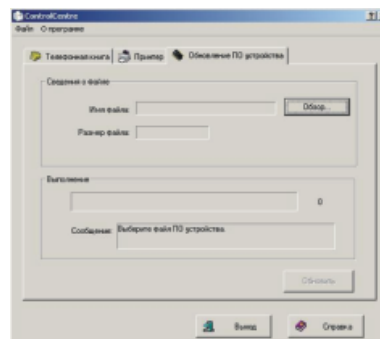 ControlCentre
Файл О программе
Телефонная книга Принтер Обновление ПО устройства
Сведения о файле
Имя файла: Обзор...
Размер файла:
Выполнение
0
Сообщение: Выберите файл ПО устройства.
Обновить
Выход Справка